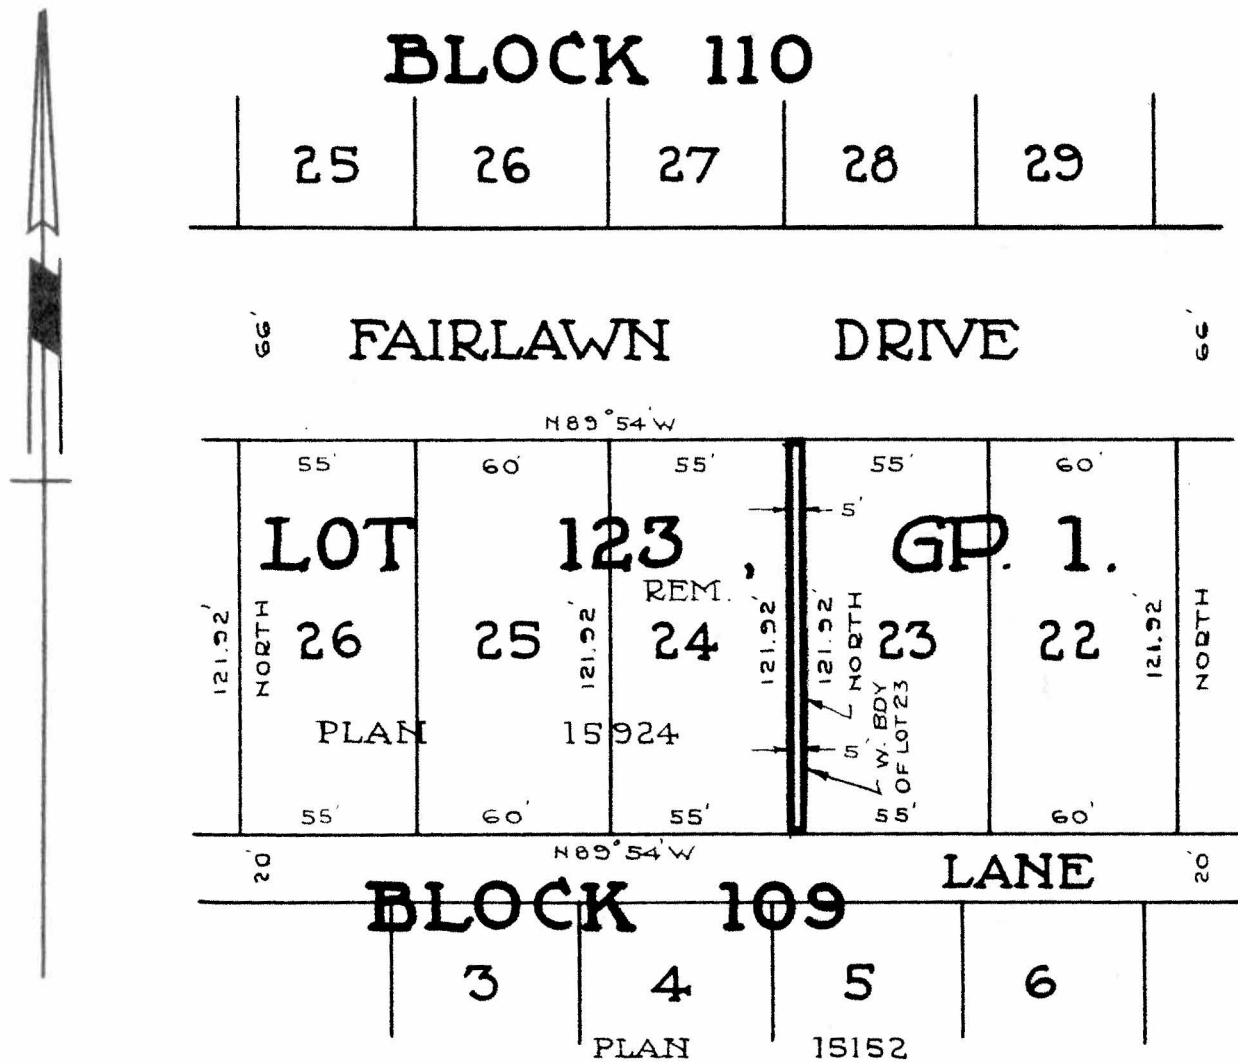 BLOCK 110
25 26 27 28 29
66' FAIRLAWN DRIVE 66'
N89°54'W
55' 60' 55' 55' 60'
5'
LOT 123, GP. 1.
REM.
121.92' NORTH 26 25 121.92' 24 121.92' 121.92' NORTH 23 22 121.92' NORTH
PLAN 15924
5'
W. BDY
OF LOT 23
55' 60' 55' 55' 60'
N89°54'W
20' LANE 20'
BLOCK 109
3 4 5 6
PLAN 15152